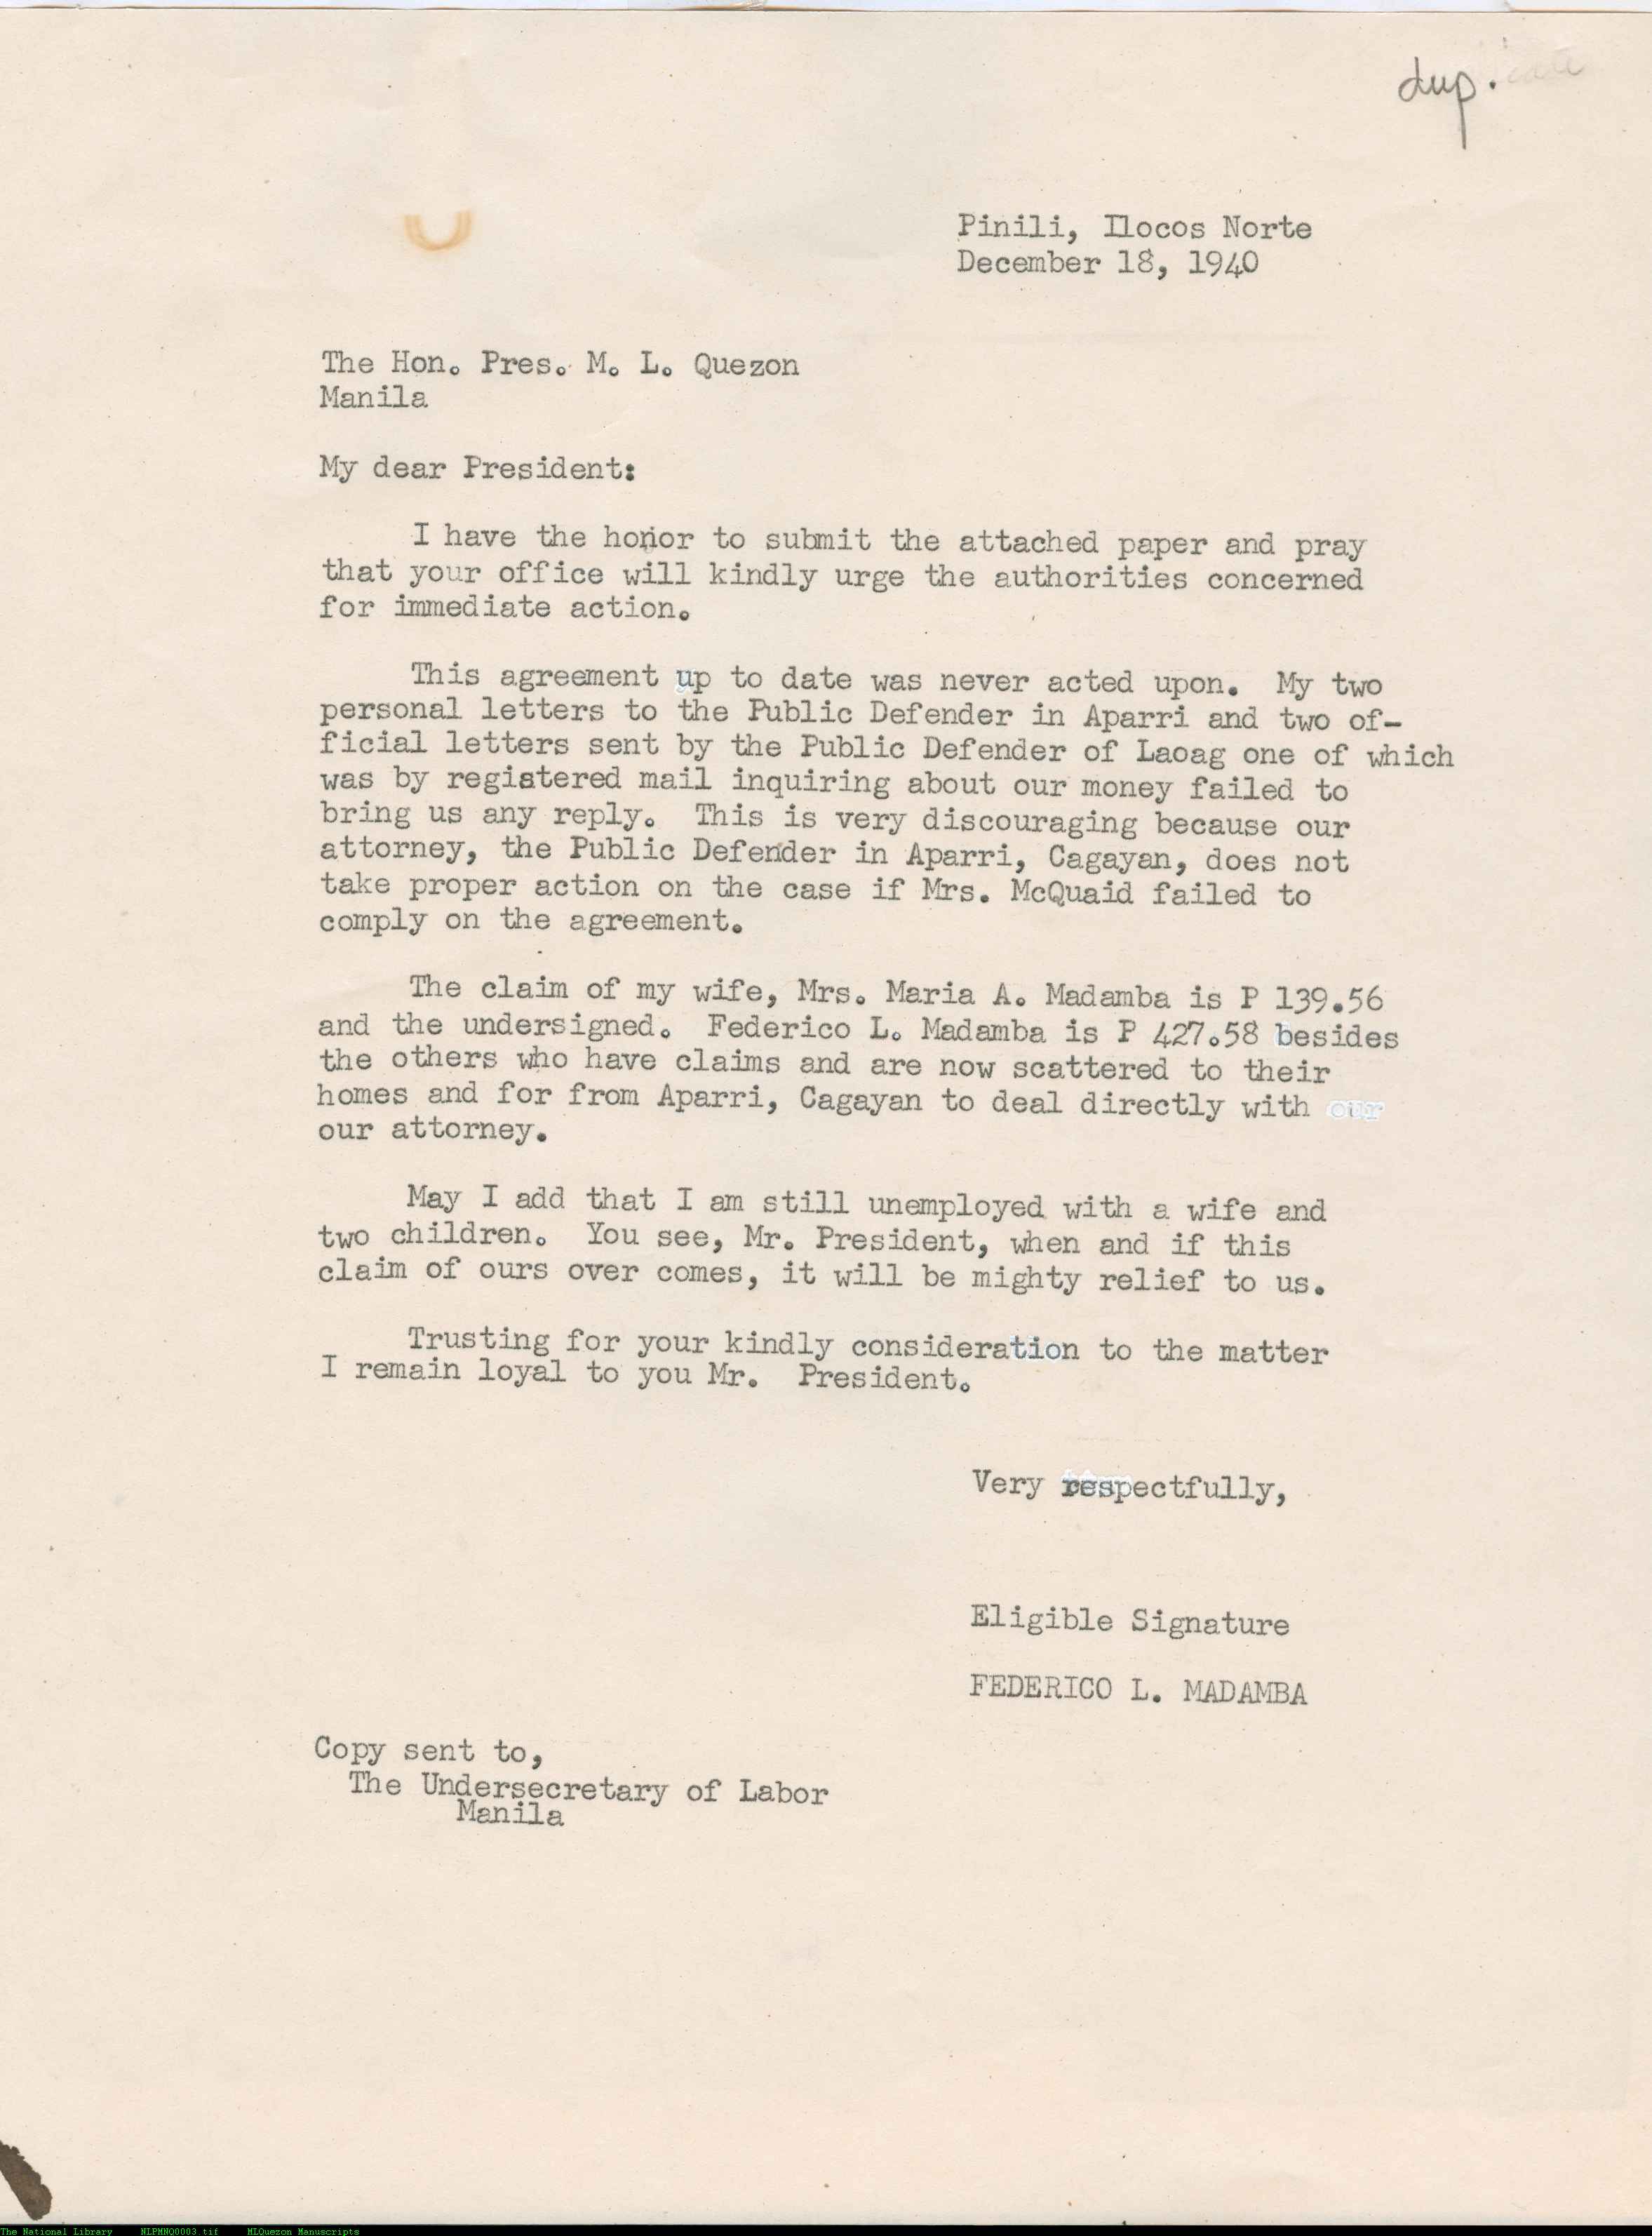 dup.
Pinili, Ilocos Norte
December 18, 1940
The Hon. Pres. M. L. Quezon
Manila
My dear President:
I have the honor to submit the attached paper and pray
that your office will kindly urge the authorities concerned
for immediate action.
This agreement up to date was never acted upon. My two
personal letters to the Public Defender in Aparri and two of-
ficial letters sent by the Public Defender of Laoag one of which
was by registered mail inquiring about our money failed to
bring us any reply. This is very discouraging because our
attorney, the Public Defender in Aparri, Cagayan, does not
take proper action on the case if Mrs. McQuaid failed to
comply on the agreement.
The claim of my wife, Mrs. Maria A. Madamba is P 139.56
and the undersigned. Federico L. Madamba is P 427.58 besides
the others who have claims and are now scattered to their
homes and for from Aparri, Cagayan to deal directly with our
our attorney.
May I add that I am still unemployed with a wife and
two children. You see, Mr. President, when and if this
claim of ours over comes, it will be mighty relief to us.
Trusting for your kindly consideration to the matter
I remain loyal to you Mr. President.
Very respectfully,
Eligible Signature
FEDERICO L. MADAMBA
Copy sent to,
The Undersecretary of Labor
Manila
The National Library NLPMNQ0003.tif MLQuezon Manuscripts